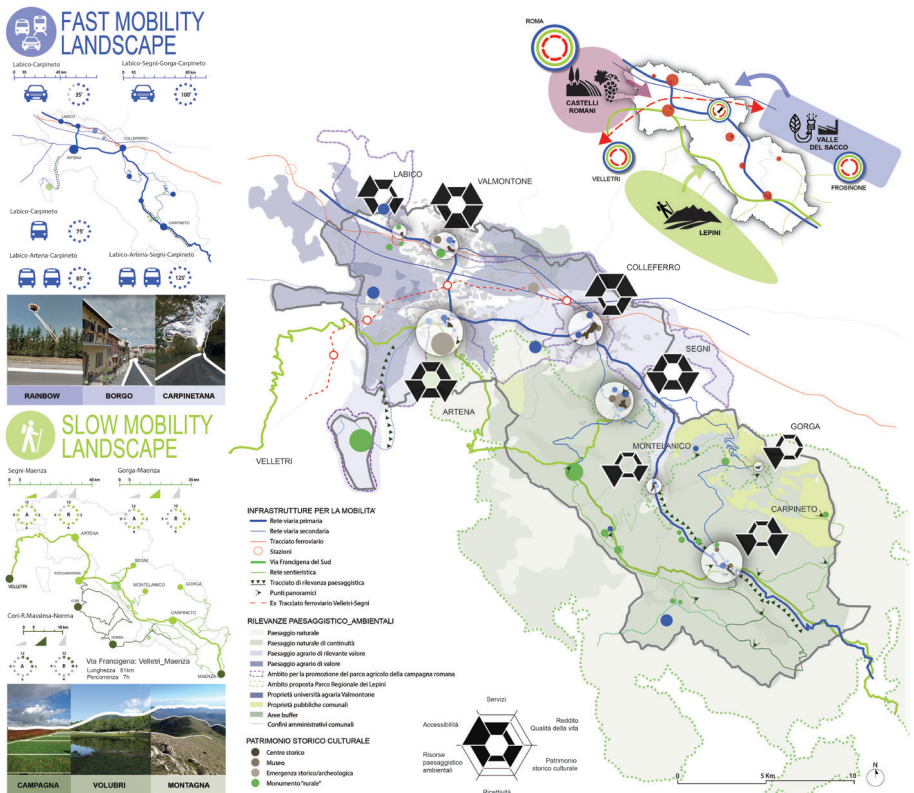 FAST MOBILITY
LANDSCAPE
Labico-Carpineto
Labico-Segni-Gorga-Carpineto
35'
100'
LABICO
COLLEFERRO
ARTENA
CARPINETO
Labico-Carpineto
75'
Labico-Artena-Carpineto
Labico-Artena-Segni-Carpineto
85'
125'
RAINBOW
BORGO
CARPINETANA
SLOW MOBILITY
LANDSCAPE
Segni-Maenza
Gorga-Maenza
0
40 km
0
35 km
A
R
A
R
ARTENA
SEGNI
VELLETRI
MONTELANICO
GORGA
CORI
CARPINETO
NORMA
Cori-R.Massima-Norma
A
R
Via Francigena: Velletri_Maenza
Lunghezza 81km
Percorrenza 7h
MAENZA
CAMPAGNA
VOLUBRI
MONTAGNA
ROMA
CASTELLI
ROMANI
VALLE
DEL SACCO
VELLETRI
FROSINONE
LEPINI
LABICO
VALMONTONE
COLLEFERRO
SEGNI
ARTENA
GORGA
MONTELANICO
VELLETRI
CARPINETO
INFRASTRUTTURE PER LA MOBILITA'
Rete viaria primaria
Rete viaria secondaria
Tracciato ferroviario
Stazioni
Via Francigena del Sud
Rete sentieristica
Tracciato di rilevanza paesaggistica
Punti panoramici
Ex Tracciato ferroviario Velletri-Segni
RILEVANZE PAESAGGISTICO_AMBIENTALI
Paesaggio naturale
Paesaggio naturale di continuità
Paesaggio agrario di rilevante valore
Paesaggio agrario di valore
Ambito per la promozione del parco agricolo della campagna romana
Ambito proposta Parco Regionale dei Lepini
Proprietà università agraria Valmontone
Proprietà pubbliche comunali
Aree buffer
Confini amministrativi comunali
PATRIMONIO STORICO CULTURALE
Centro storico
Museo
Emergenza storico/archeologica
Monumento "rurale"
Servizi
Accessibilità
Reddito
Qualità della vita
Risorse
paesaggistico
ambientali
Patrimonio
storico culturale
Ricettività
0
5 Km
10
N